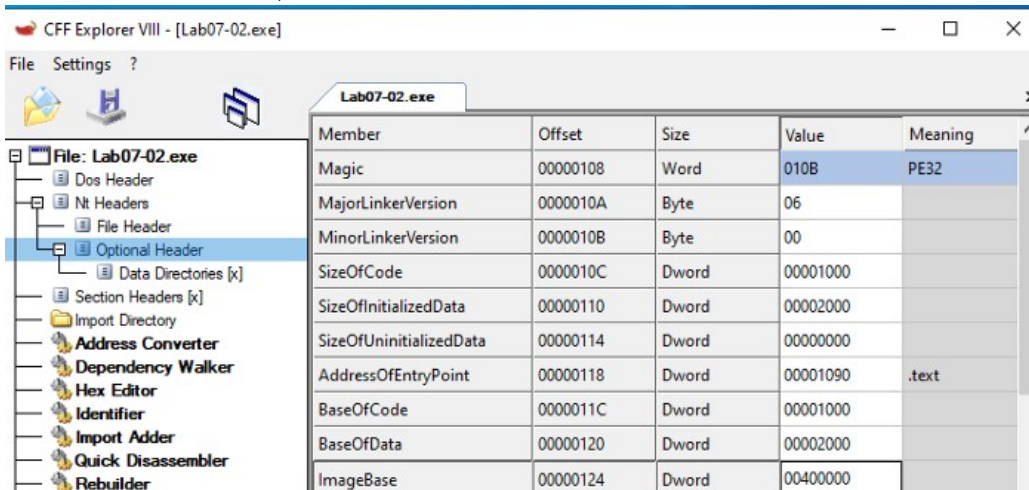 CFF Explorer VIII - [Lab07-02.exe]
File Settings ?
Lab07-02.exe
File: Lab07-02.exe
Dos Header
Nt Headers
File Header
Optional Header
Data Directories [x]
Section Headers [x]
Import Directory
Address Converter
Dependency Walker
Hex Editor
Identifier
Import Adder
Quick Disassembler
Rebuilder
Member Offset Size Value Meaning
Magic 00000108 Word 010B PE32
MajorLinkerVersion 0000010A Byte 06
MinorLinkerVersion 0000010B Byte 00
SizeOfCode 0000010C Dword 00001000
SizeOfInitializedData 00000110 Dword 00002000
SizeOfUninitializedData 00000114 Dword 00000000
AddressOfEntryPoint 00000118 Dword 00001090 .text
BaseOfCode 0000011C Dword 00001000
BaseOfData 00000120 Dword 00002000
ImageBase 00000124 Dword 00400000